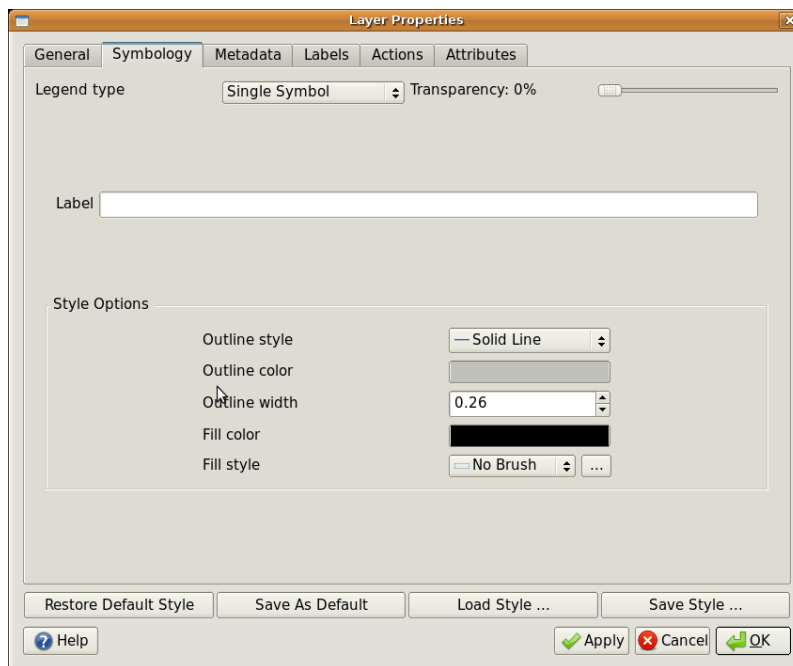 Layer Properties
General Symbology Metadata Labels Actions Attributes
Legend type Single Symbol Transparency: 0%
Label
Style Options
Outline style Solid Line
Outline color
Outline width 0.26
Fill color
Fill style No Brush ...
Restore Default Style Save As Default Load Style ... Save Style ...
Help Apply Cancel OK